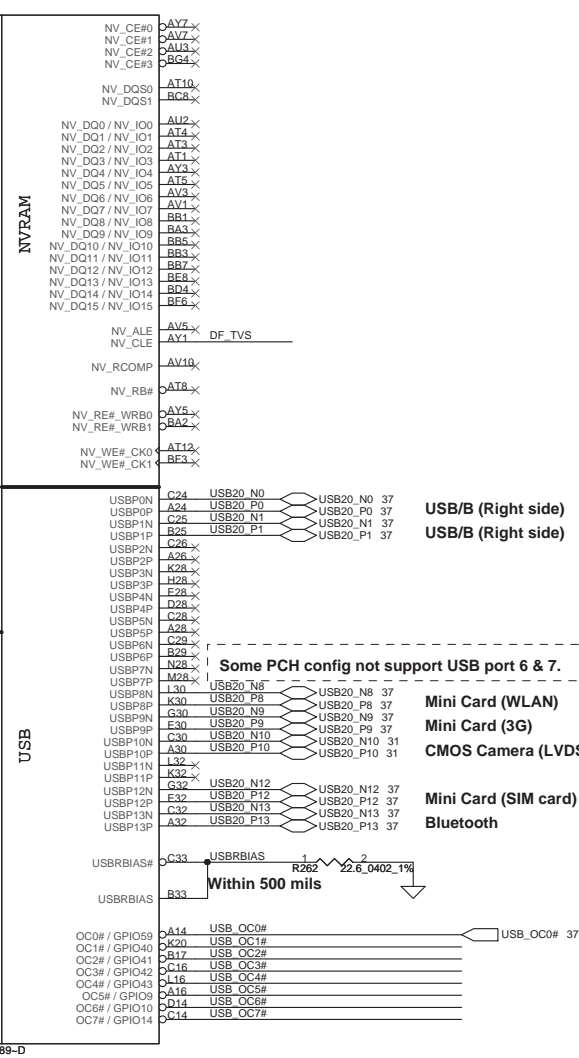 NVRAM
NV_CE#0 AY7
NV_CE#1 AV7
NV_CE#2 AU3
NV_CE#3 BG4
NV_DQS0 AT10
NV_DQS1 BC8
NV_DQ0 / NV_IO0 AU2
NV_DQ1 / NV_IO1 AT4
NV_DQ2 / NV_IO2 AT3
NV_DQ3 / NV_IO3 AT1
NV_DQ4 / NV_IO4 AY3
NV_DQ5 / NV_IO5 AT5
NV_DQ6 / NV_IO6 AV3
NV_DQ7 / NV_IO7 AV1
NV_DQ8 / NV_IO8 BB1
NV_DQ9 / NV_IO9 BA3
NV_DQ10 / NV_IO10 BB5
NV_DQ11 / NV_IO11 BB3
NV_DQ12 / NV_IO12 BB7
NV_DQ13 / NV_IO13 BE8
NV_DQ14 / NV_IO14 BD4
NV_DQ15 / NV_IO15 BF6
NV_ALE AV5
NV_CLE AY1 DF_TVS
NV_RCOMP AV10
NV_RB# AT8
NV_RE#_WRB0 AY5
NV_RE#_WRB1 BA2
NV_WE#_CK0 AT12
NV_WE#_CK1 BF3
USB
USBP0N C24 USB20_N0 USB20_N0 37
USBP0P A24 USB20_P0 USB20_P0 37 USB/B (Right side)
USBP1N C25 USB20_N1 USB20_N1 37
USBP1P B25 USB20_P1 USB20_P1 37 USB/B (Right side)
USBP2N C26
USBP2P A26
USBP3N K28
USBP3P H28
USBP4N E28
USBP4P D28
USBP5N C28
USBP5P A28
USBP6N C29
USBP6P B29
USBP7N N28 Some PCH config not support USB port 6 & 7.
USBP7P M28
USBP8N L30 USB20_N8 USB20_N8 37
USBP8P K30 USB20_P8 USB20_P8 37 Mini Card (WLAN)
USBP9N G30 USB20_N9 USB20_N9 37
USBP9P E30 USB20_P9 USB20_P9 37 Mini Card (3G)
USBP10N C30 USB20_N10 USB20_N10 31
USBP10P A30 USB20_P10 USB20_P10 31 CMOS Camera (LVDS
USBP11N L32
USBP11P K32
USBP12N G32 USB20_N12 USB20_N12 37
USBP12P E32 USB20_P12 USB20_P12 37 Mini Card (SIM card)
USBP13N C32 USB20_N13 USB20_N13 37
USBP13P A32 USB20_P13 USB20_P13 37 Bluetooth
USBRBIAS# C33 USBRBIAS 1 2
R262 22.6_0402_1%
Within 500 mils
USBRBIAS B33
OC0# / GPIO59 A14 USB_OC0# USB_OC0# 37
OC1# / GPIO40 K20 USB_OC1#
OC2# / GPIO41 B17 USB_OC2#
OC3# / GPIO42 C16 USB_OC3#
OC4# / GPIO43 L16 USB_OC4#
OC5# / GPIO9 A16 USB_OC5#
OC6# / GPIO10 D14 USB_OC6#
OC7# / GPIO14 C14 USB_OC7#
89~D